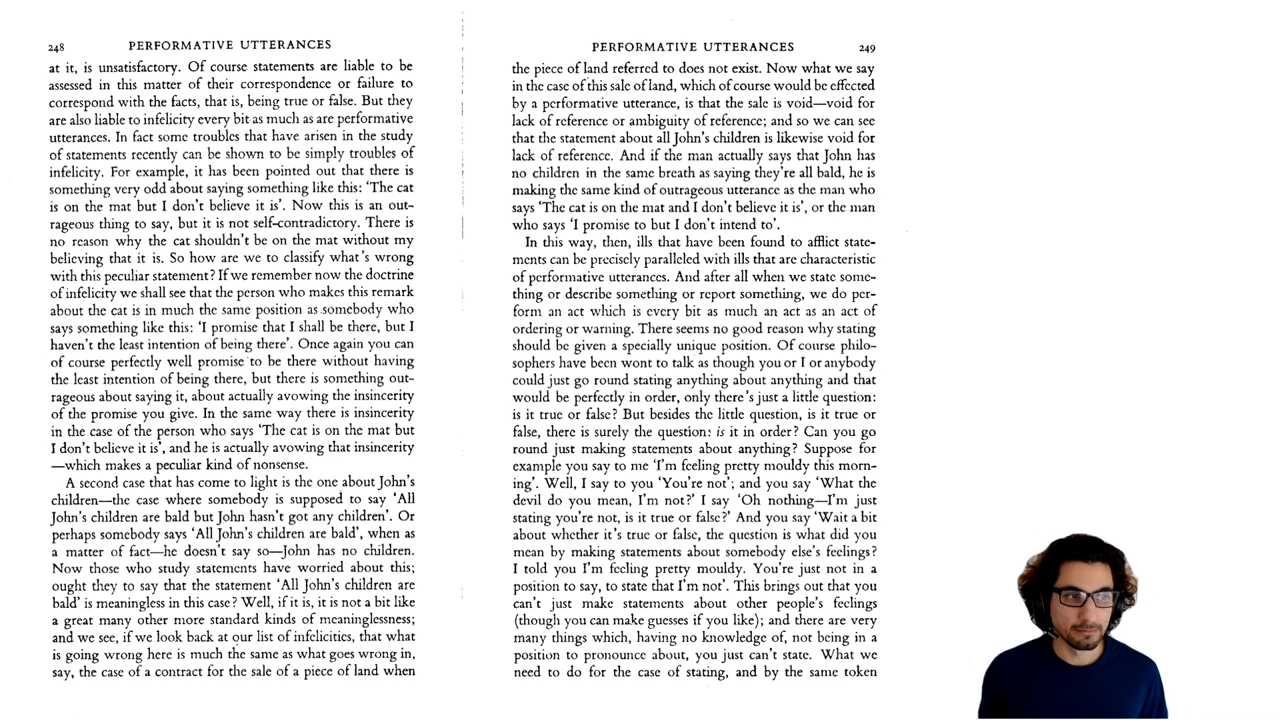 248 PERFORMATIVE UTTERANCES
at it, is unsatisfactory. Of course statements are liable to be
assessed in this matter of their correspondence or failure to
correspond with the facts, that is, being true or false. But they
are also liable to infelicity every bit as much as are performative
utterances. In fact some troubles that have arisen in the study
of statements recently can be shown to be simply troubles of
infelicity. For example, it has been pointed out that there is
something very odd about saying something like this: ‘The cat
is on the mat but I don’t believe it is’. Now this is an out-
rageous thing to say, but it is not self-contradictory. There is
no reason why the cat shouldn’t be on the mat without my
believing that it is. So how are we to classify what’s wrong
with this peculiar statement? If we remember now the doctrine
of infelicity we shall see that the person who makes this remark
about the cat is in much the same position as somebody who
says something like this: ‘I promise that I shall be there, but I
haven’t the least intention of being there’. Once again you can
of course perfectly well promise to be there without having
the least intention of being there, but there is something out-
rageous about saying it, about actually avowing the insincerity
of the promise you give. In the same way there is insincerity
in the case of the person who says ‘The cat is on the mat but
I don’t believe it is’, and he is actually avowing that insincerity
—which makes a peculiar kind of nonsense.
A second case that has come to light is the one about John’s
children—the case where somebody is supposed to say ‘All
John’s children are bald but John hasn’t got any children’. Or
perhaps somebody says ‘All John’s children are bald’, when as
a matter of fact—he doesn’t say so—John has no children.
Now those who study statements have worried about this;
ought they to say that the statement ‘All John’s children are
bald’ is meaningless in this case? Well, if it is, it is not a bit like
a great many other more standard kinds of meaninglessness;
and we see, if we look back at our list of infelicities, that what
is going wrong here is much the same as what goes wrong in,
say, the case of a contract for the sale of a piece of land when
PERFORMATIVE UTTERANCES 249
the piece of land referred to does not exist. Now what we say
in the case of this sale of land, which of course would be effected
by a performative utterance, is that the sale is void—void for
lack of reference or ambiguity of reference; and so we can see
that the statement about all John’s children is likewise void for
lack of reference. And if the man actually says that John has
no children in the same breath as saying they’re all bald, he is
making the same kind of outrageous utterance as the man who
says ‘The cat is on the mat and I don’t believe it is’, or the man
who says ‘I promise to but I don’t intend to’.
In this way, then, ills that have been found to afflict state-
ments can be precisely paralleled with ills that are characteristic
of performative utterances. And after all when we state some-
thing or describe something or report something, we do per-
form an act which is every bit as much an act as an act of
ordering or warning. There seems no good reason why stating
should be given a specially unique position. Of course philo-
sophers have been wont to talk as though you or I or anybody
could just go round stating anything about anything and that
would be perfectly in order, only there’s just a little question:
is it true or false? But besides the little question, is it true or
false, there is surely the question: is it in order? Can you go
round just making statements about anything? Suppose for
example you say to me ‘I’m feeling pretty mouldy this morn-
ing’. Well, I say to you ‘You’re not’; and you say ‘What the
devil do you mean, I’m not?’ I say ‘Oh nothing—I’m just
stating you’re not, is it true or false?’ And you say ‘Wait a bit
about whether it’s true or false, the question is what did you
mean by making statements about somebody else’s feelings?
I told you I’m feeling pretty mouldy. You’re just not in a
position to say, to state that I’m not’. This brings out that you
can’t just make statements about other people’s feelings
(though you can make guesses if you like); and there are very
many things which, having no knowledge of, not being in a
position to pronounce about, you just can’t state. What we
need to do for the case of stating, and by the same token